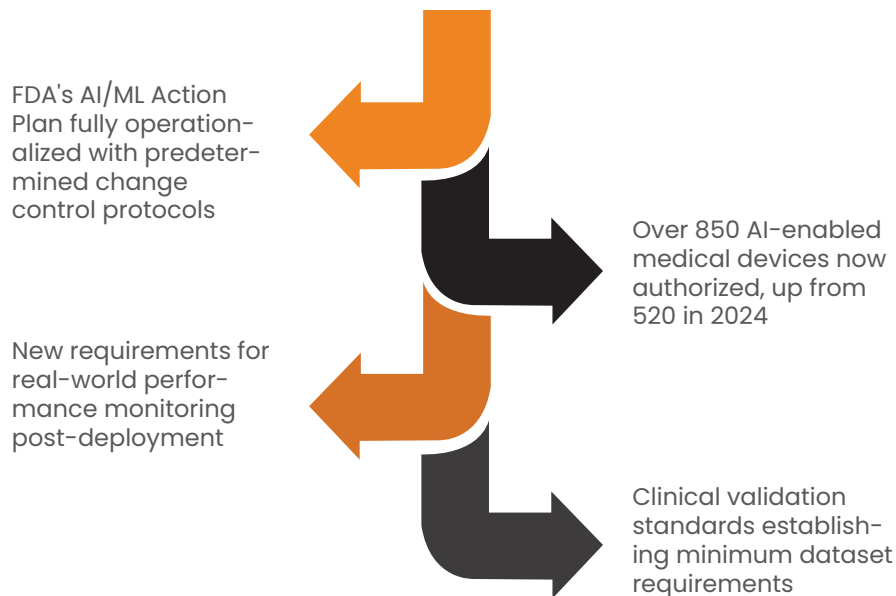 FDA's AI/ML Action
Plan fully operation-
alized with predeter-
mined change
control protocols
Over 850 AI-enabled
medical devices now
authorized, up from
520 in 2024
New requirements for
real-world perfor-
mance monitoring
post-deployment
Clinical validation
standards establish-
ing minimum dataset
requirements